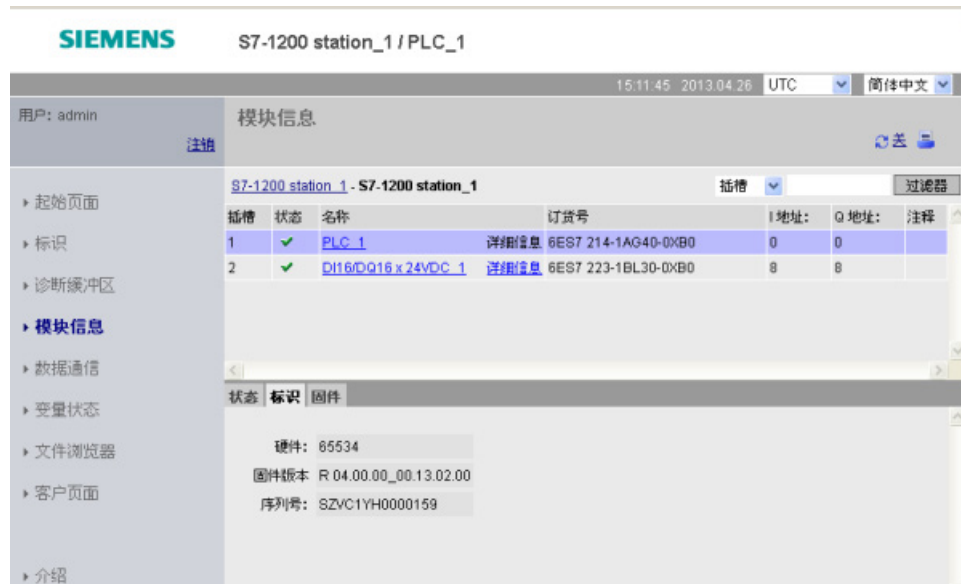 SIEMENS
S7-1200 station_1 / PLC_1
15:11:45 2013.04.26 UTC 简体中文
用户: admin
注销
模块信息
关
起始页面
标识
诊断缓冲区
模块信息
数据通信
变量状态
文件浏览器
客户页面
介绍
S7-1200 station_1 - S7-1200 station_1
插槽 过滤器
插槽 状态 名称 订货号 I 地址: Q 地址: 注释
1 PLC_1 详细信息 6ES7 214-1AG40-0XB0 0 0
2 DI16/DQ16 x 24VDC_1 详细信息 6ES7 223-1BL30-0XB0 8 8
状态 标识 固件
硬件: 65534
固件版本 R 04.00.00_00.13.02.00
序列号: SZVC1YH0000159